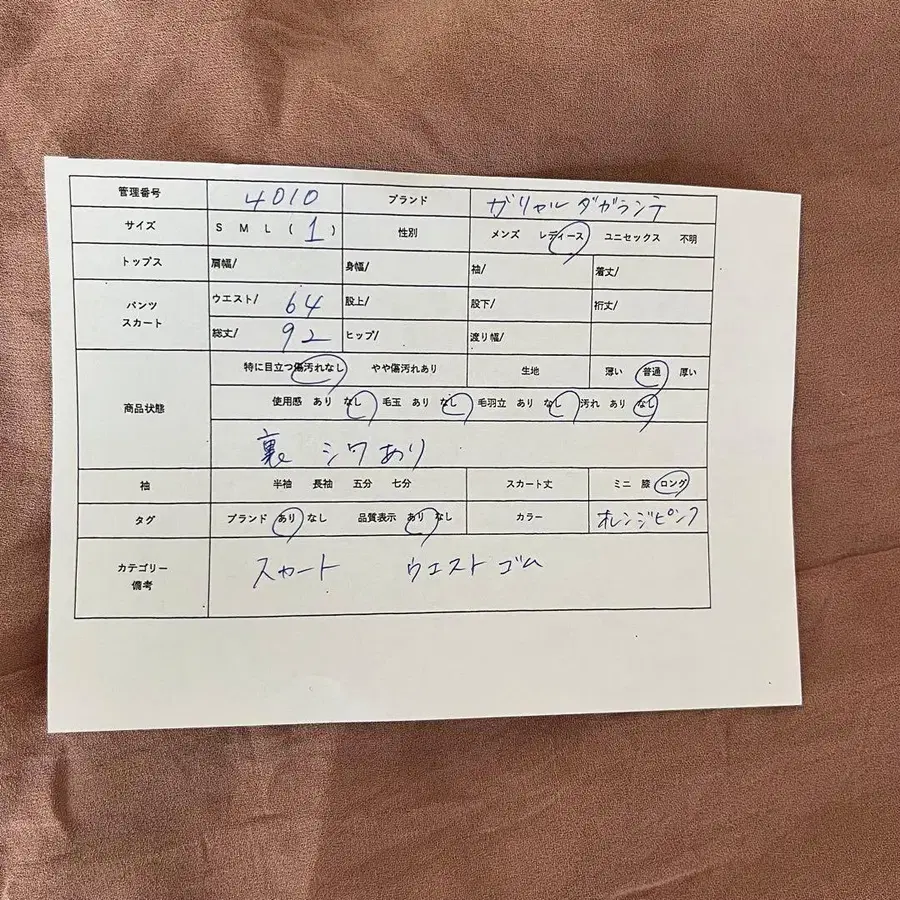 管理番号 4010 ブランド ガリャルダガランテ
サイズ S M L ( 1 ) 性別 メンズ レディース ユニセックス 不明
トップス 肩幅/ 身幅/ 袖/ 着丈/
パンツ スカート ウエスト/ 64 股上/ 股下/ 裄丈/
総丈/ 92 ヒップ/ 渡り幅/
商品状態 特に目立つ傷汚れなし やや傷汚れあり 生地 薄い 普通 厚い
使用感 あり なし 毛玉 あり なし 毛羽立 あり なし 汚れ あり なし
裏 シワあり
袖 半袖 長袖 五分 七分 スカート丈 ミニ 膝 ロング
タグ ブランド あり なし 品質表示 あり なし カラー オレンジピンク
カテゴリー 備考 スカート ウエストゴム